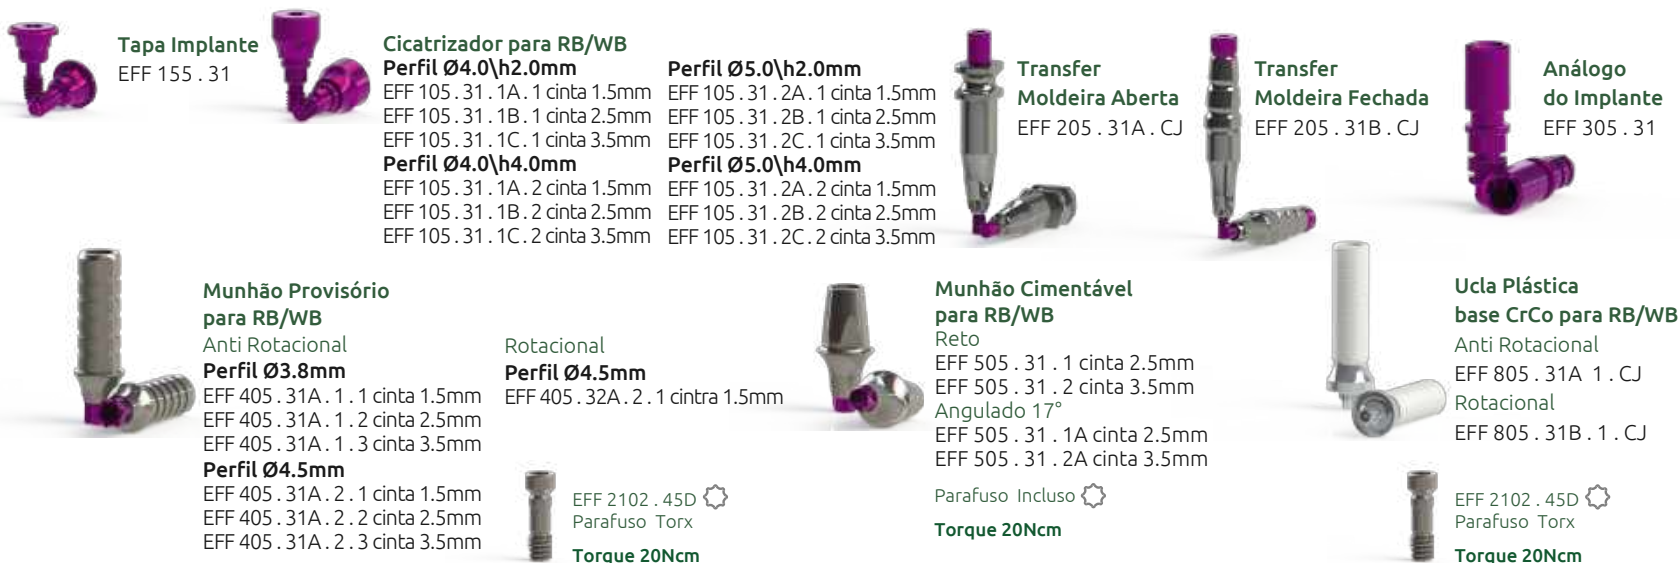 Tapa Implante
EFF 155 . 31
Cicatrizador para RB/WB
Perfil Ø4.0\h2.0mm
EFF 105 . 31 . 1A . 1 cinta 1.5mm
EFF 105 . 31 . 1B . 1 cinta 2.5mm
EFF 105 . 31 . 1C . 1 cinta 3.5mm
Perfil Ø4.0\h4.0mm
EFF 105 . 31 . 1A . 2 cinta 1.5mm
EFF 105 . 31 . 1B . 2 cinta 2.5mm
EFF 105 . 31 . 1C . 2 cinta 3.5mm
Perfil Ø5.0\h2.0mm
EFF 105 . 31 . 2A . 1 cinta 1.5mm
EFF 105 . 31 . 2B . 1 cinta 2.5mm
EFF 105 . 31 . 2C . 1 cinta 3.5mm
Perfil Ø5.0\h4.0mm
EFF 105 . 31 . 2A . 2 cinta 1.5mm
EFF 105 . 31 . 2B . 2 cinta 2.5mm
EFF 105 . 31 . 2C . 2 cinta 3.5mm
Transfer
Moldeira Aberta
EFF 205 . 31A . CJ
Transfer
Moldeira Fechada
EFF 205 . 31B . CJ
Análogo
do Implante
EFF 305 . 31
Munhão Provisório
para RB/WB
Anti Rotacional
Perfil Ø3.8mm
EFF 405 . 31A . 1 . 1 cinta 1.5mm
EFF 405 . 31A . 1 . 2 cinta 2.5mm
EFF 405 . 31A . 1 . 3 cinta 3.5mm
Perfil Ø4.5mm
EFF 405 . 31A . 2 . 1 cinta 1.5mm
EFF 405 . 31A . 2 . 2 cinta 2.5mm
EFF 405 . 31A . 2 . 3 cinta 3.5mm
Rotacional
Perfil Ø4.5mm
EFF 405 . 32A . 2 . 1 cintra 1.5mm
EFF 2102 . 45D
Parafuso Torx
Torque 20Ncm
Munhão Cimentável
para RB/WB
Reto
EFF 505 . 31 . 1 cinta 2.5mm
EFF 505 . 31 . 2 cinta 3.5mm
Angulado 17°
EFF 505 . 31 . 1A cinta 2.5mm
EFF 505 . 31 . 2A cinta 3.5mm
Parafuso Incluso
Torque 20Ncm
Ucla Plástica
base CrCo para RB/WB
Anti Rotacional
EFF 805 . 31A 1 . CJ
Rotacional
EFF 805 . 31B . 1 . CJ
EFF 2102 . 45D
Parafuso Torx
Torque 20Ncm